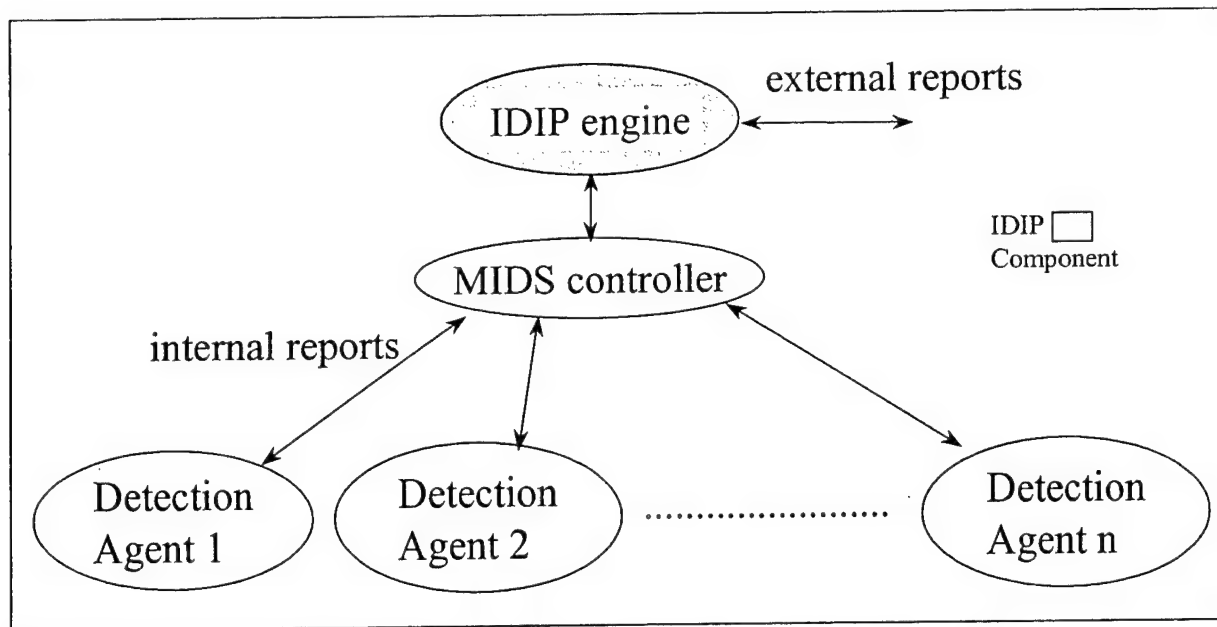 external reports
IDIP engine
IDIP
Component
MIDS controller
internal reports
Detection
Agent 1
Detection
Agent 2
Detection
Agent n